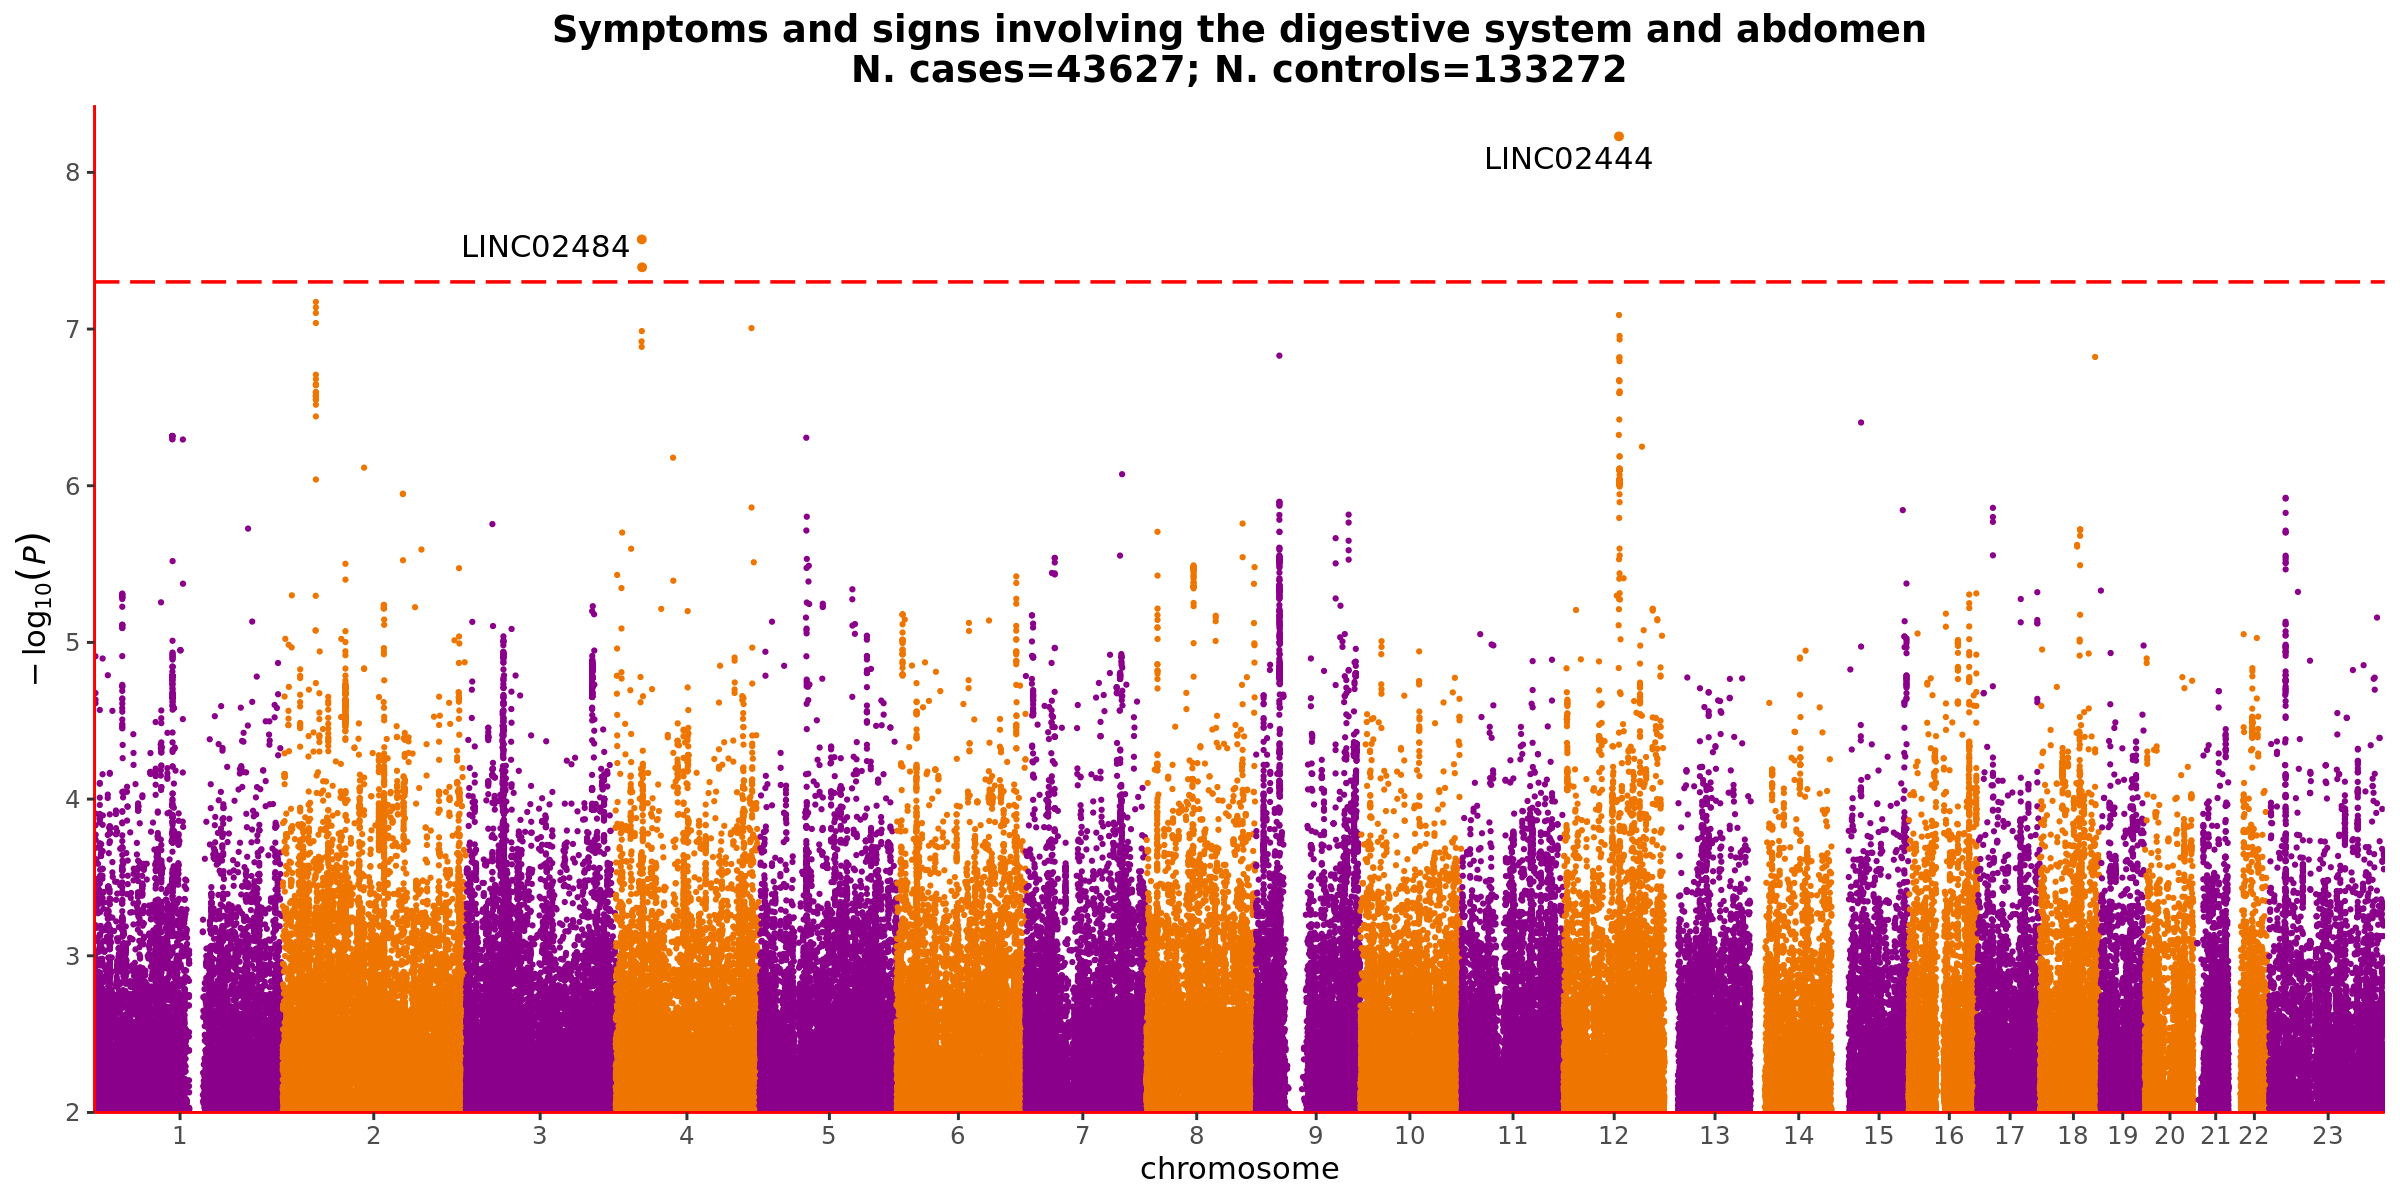 Symptoms and signs involving the digestive system and abdomen
N. cases=43627; N. controls=133272
8
LINC02444
LINC02484
7
6
− log₁₀(P)
5
4
3
2
1 2 3 4 5 6 7 8 9 10 11 12 13 14 15 16 17 18 19 20 21 22 23
chromosome